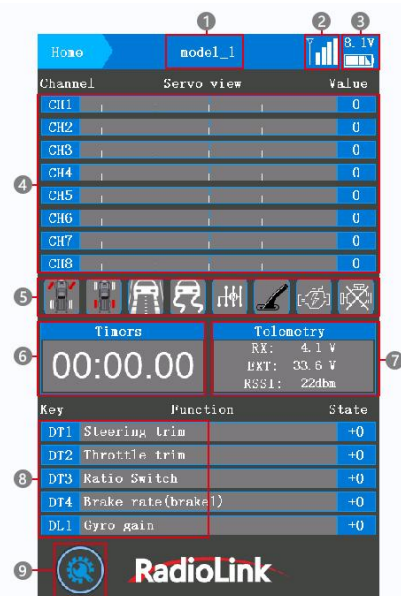 1 2 3
Home model_1 8.1V
Channel Servo view Value
CH1 0
CH2 0
CH3 0
4 CH4 0
CH5 0
CH6 0
CH7 0
CH8 0
5
Timers Telemetry
6 00:00.00 RX: 4.1 V 7
EXT: 33.6 V
RSSI: 22dbm
Key Function State
DT1 Steering trim +0
DT2 Throttle trim +0
8 DT3 Ratio Switch +0
DT4 Brake rate(brake1) +0
DL1 Gyro gain +0
9 RadioLink